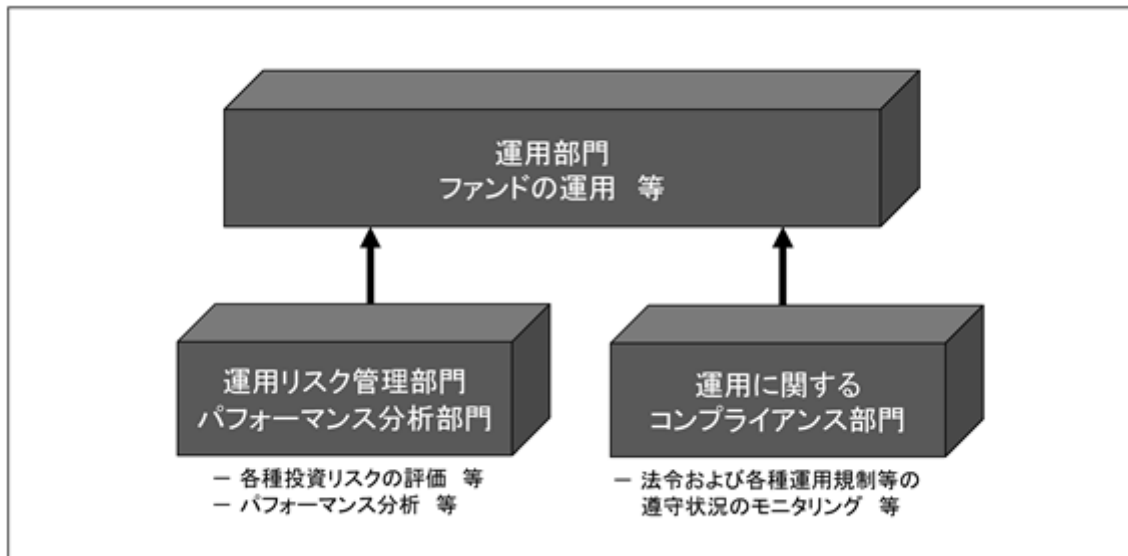 運用部門
ファンドの運用 等
運用リスク管理部門
パフォーマンス分析部門
－ 各種投資リスクの評価 等
－ パフォーマンス分析 等
運用に関する
コンプライアンス部門
－ 法令および各種運用規制等の
遵守状況のモニタリング 等